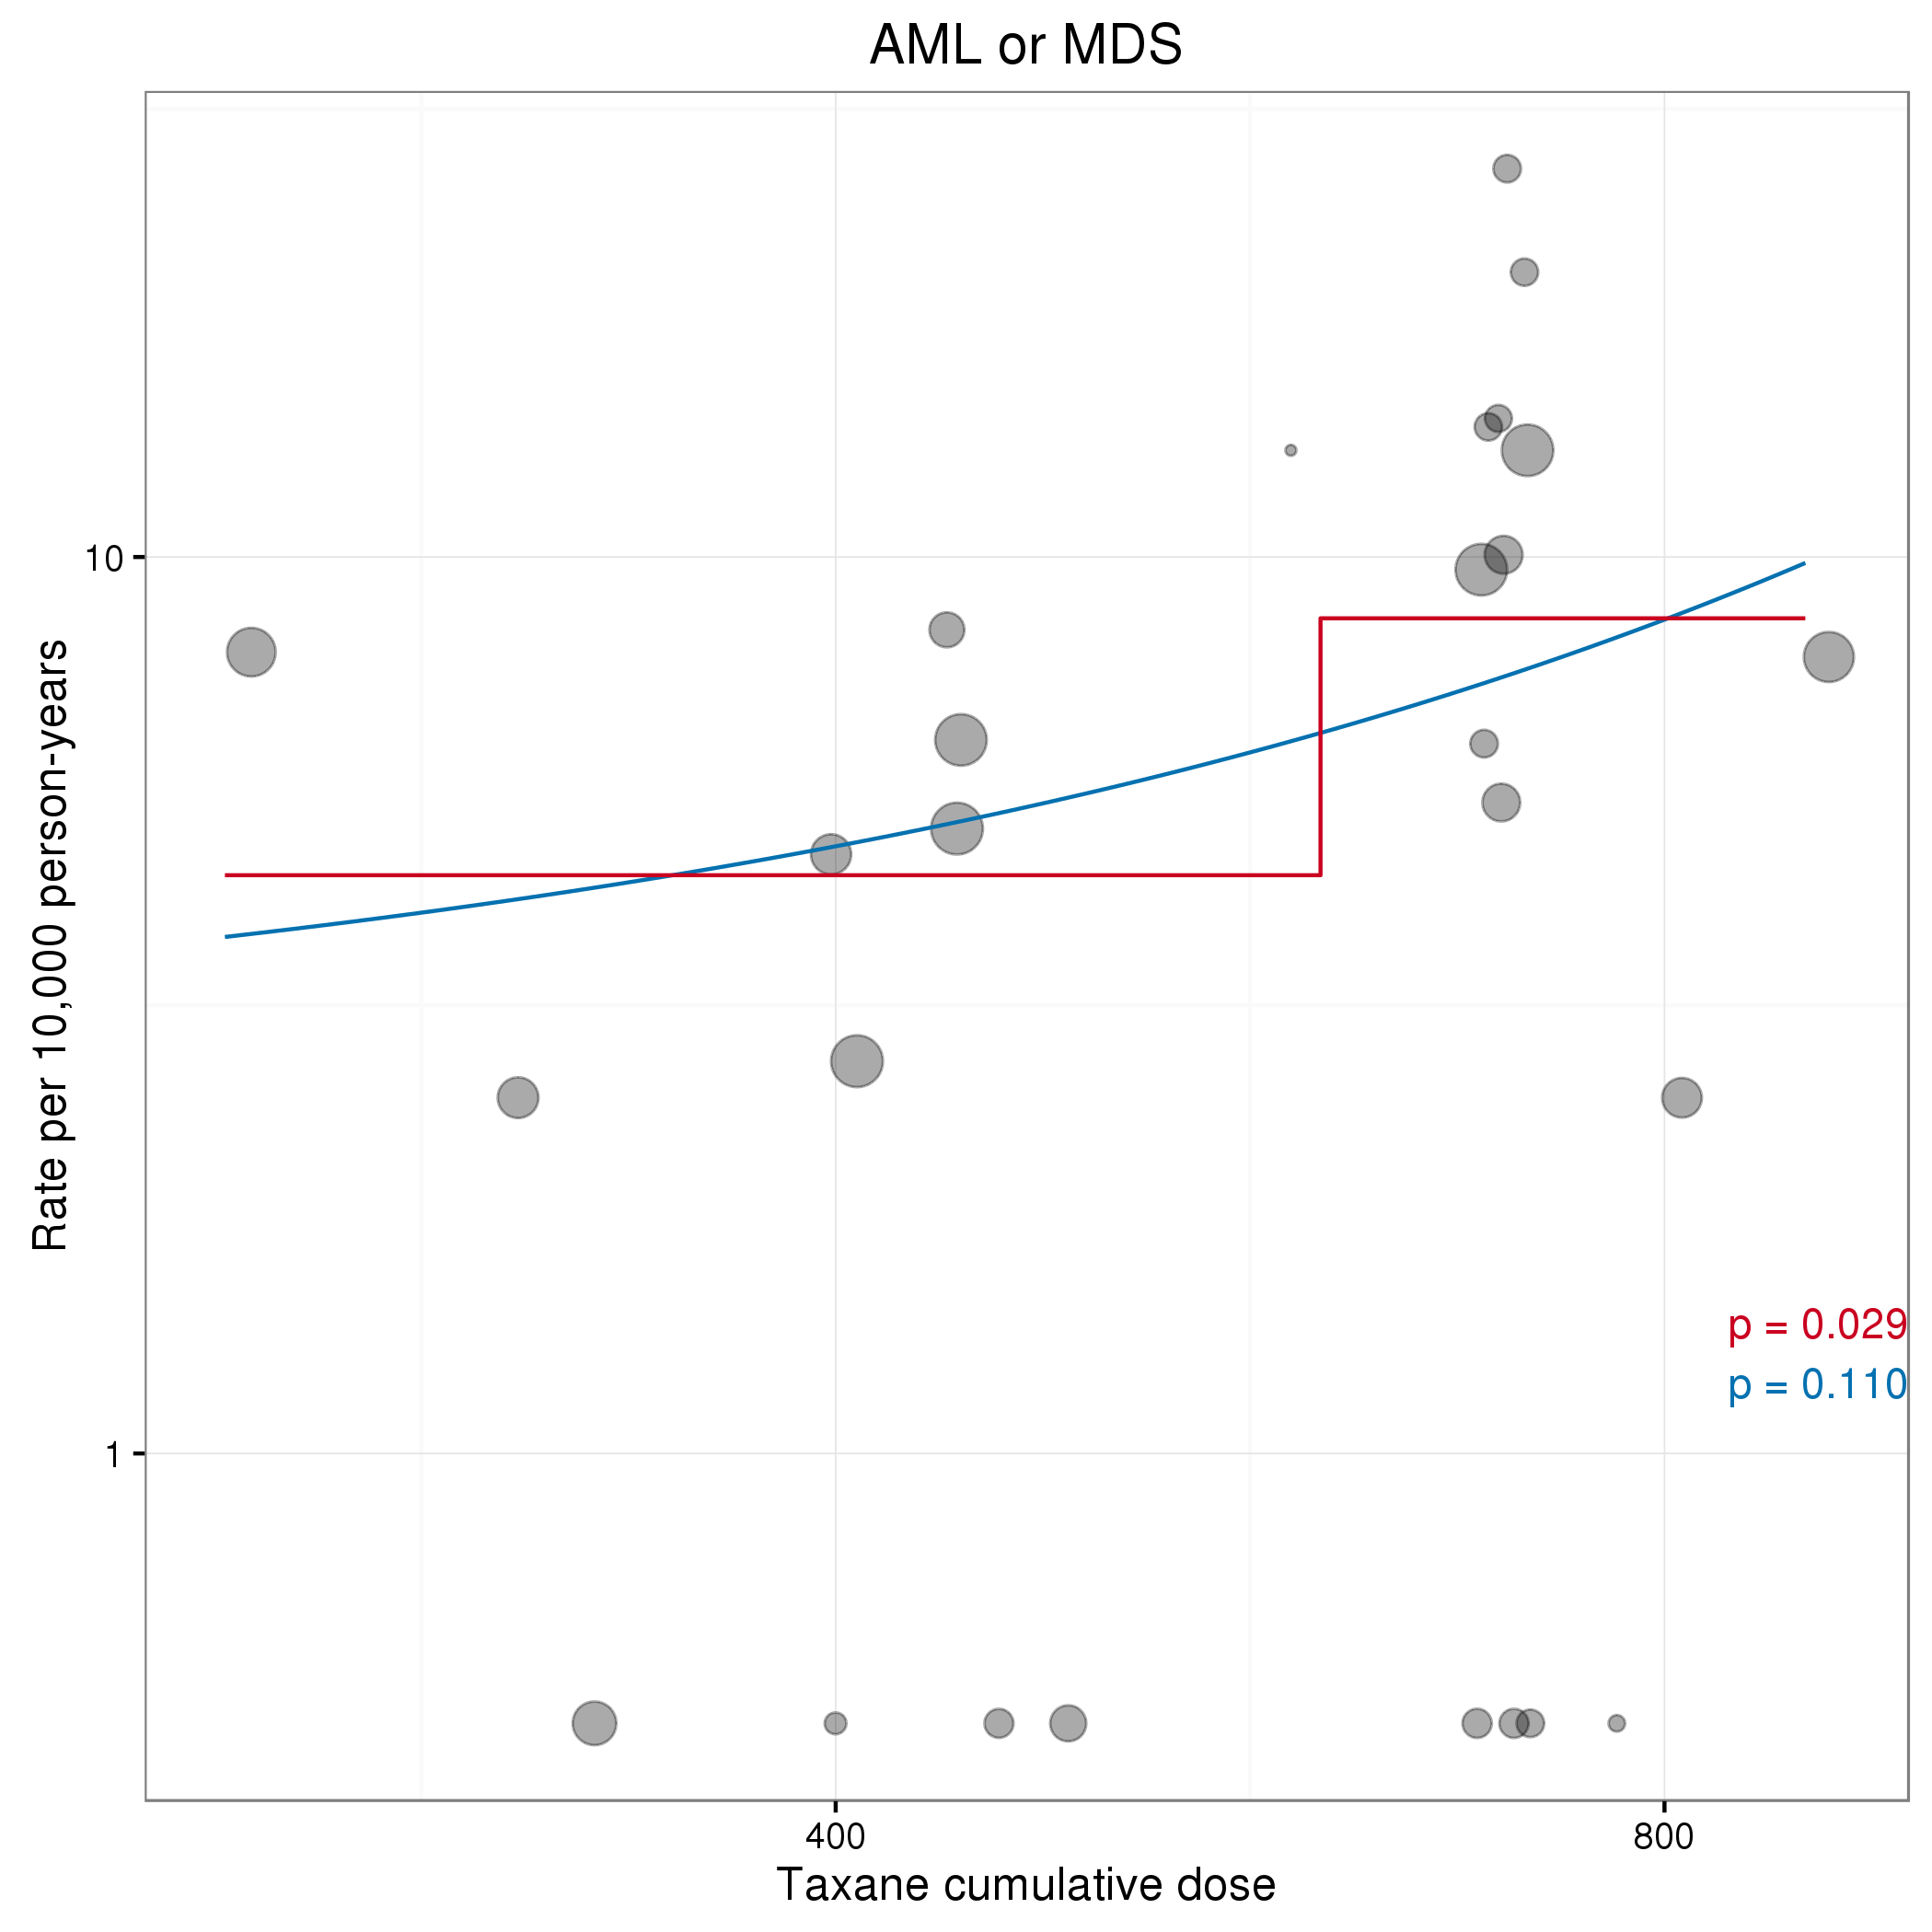 AML or MDS
Rate per 10,000 person-years
10
1
p = 0.029
p = 0.110
400
800
Taxane cumulative dose